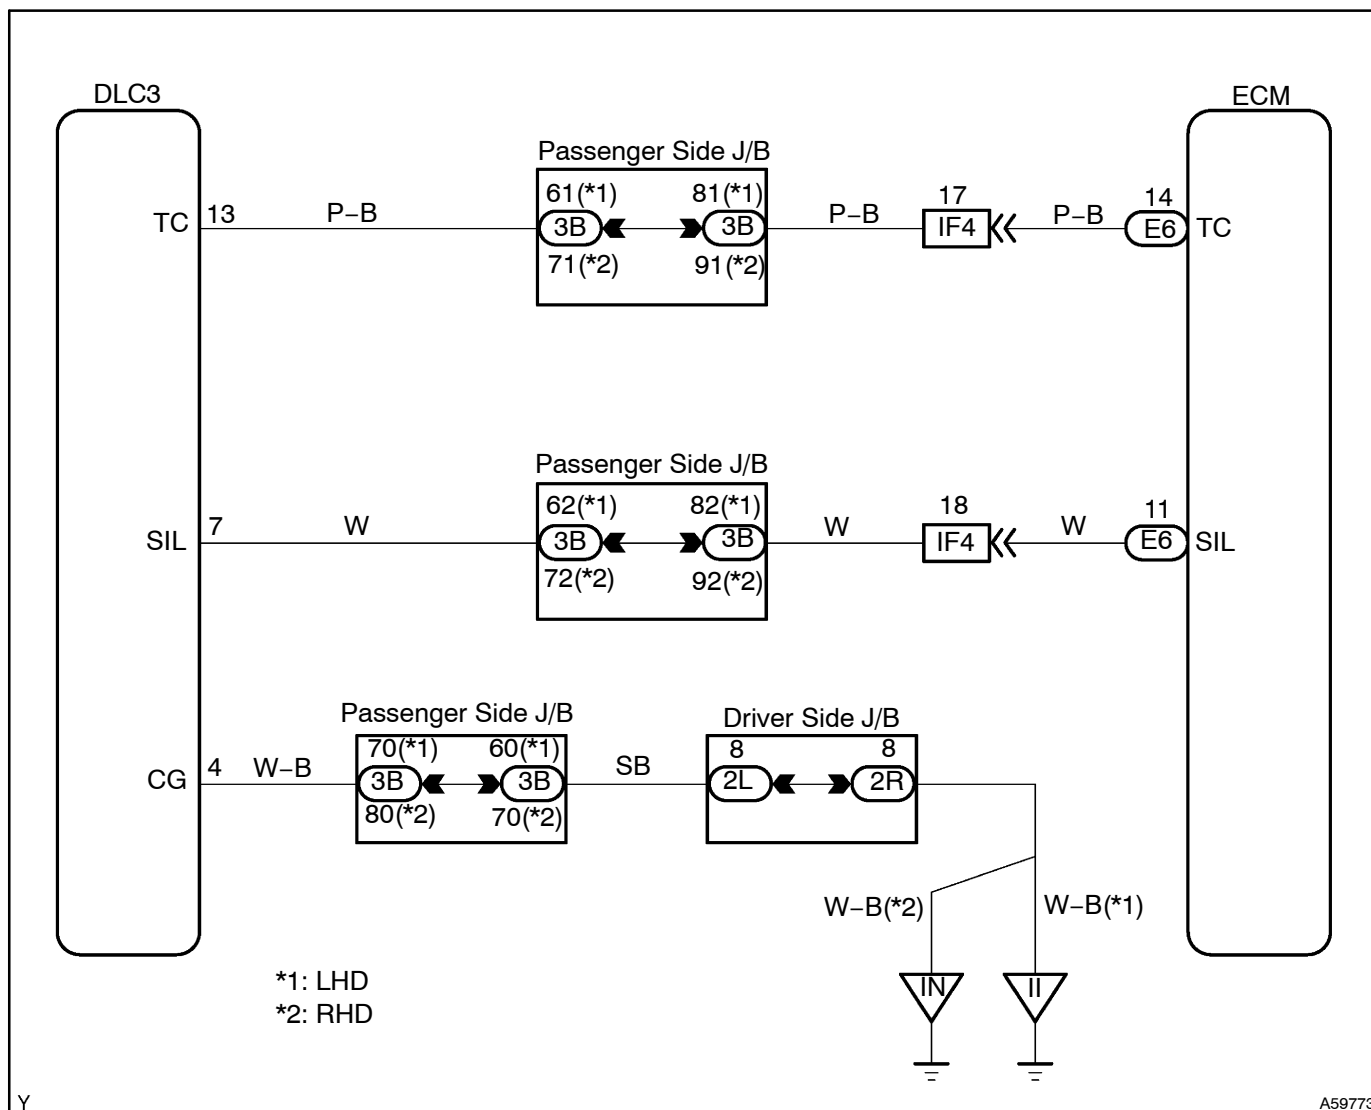 DLC3
ECM
Passenger Side J/B
61(*1) 81(*1) 17 14
TC 13 P–B 3B 3B P–B IF4 P–B E6 TC
71(*2) 91(*2)
Passenger Side J/B
62(*1) 82(*1) 18 11
SIL 7 W 3B 3B W IF4 W E6 SIL
72(*2) 92(*2)
Passenger Side J/B Driver Side J/B
70(*1) 60(*1) 8 8
CG 4 W–B 3B 3B SB 2L 2R
80(*2) 70(*2)
W–B(*2) W–B(*1)
IN II
*1: LHD
*2: RHD
Y A59773